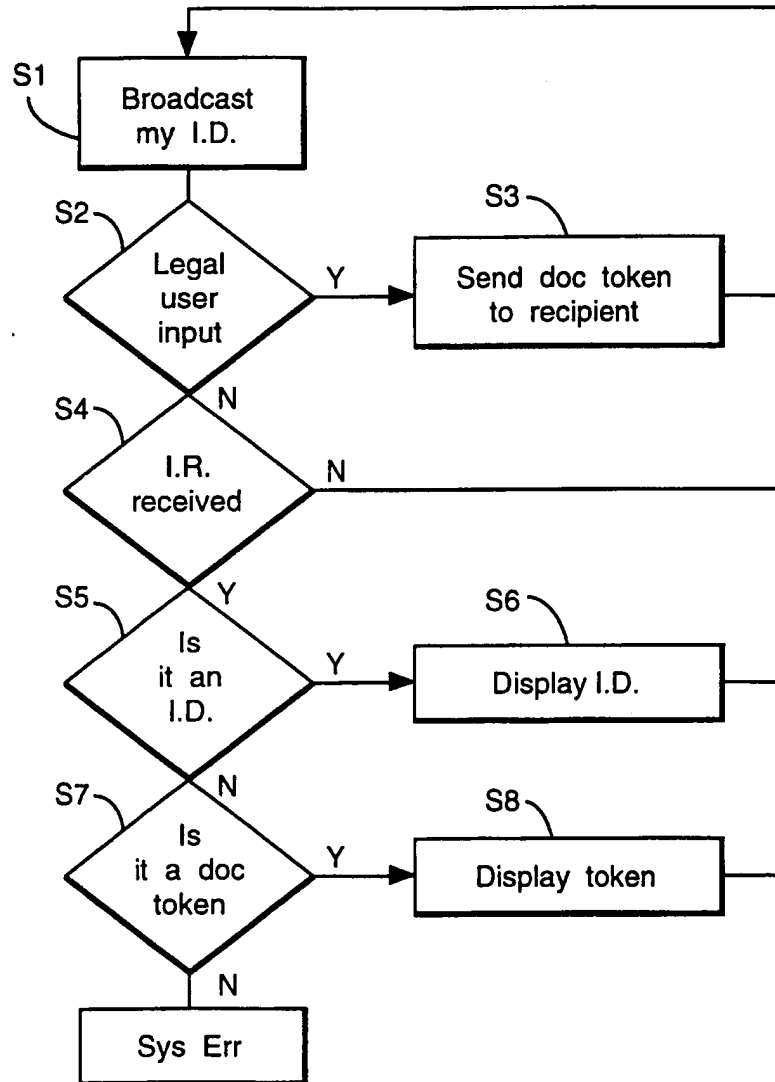 S1
Broadcast
my I.D.
S2
Legal
user
input
Y
N
S3
Send doc token
to recipient
S4
I.R.
received
N
Y
S5
Is
it an
I.D.
Y
N
S6
Display I.D.
S7
Is
it a doc
token
Y
N
S8
Display token
Sys Err